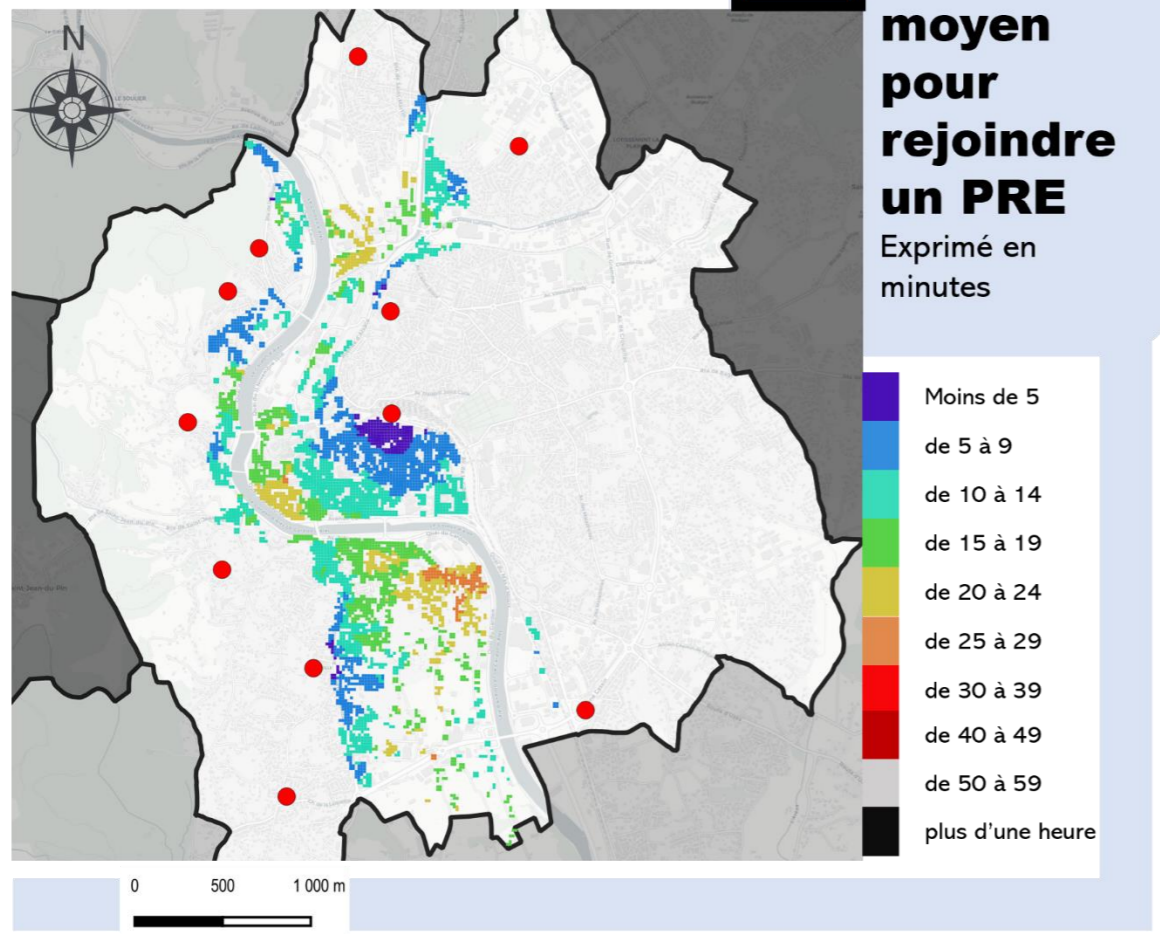 moyen
pour
rejoindre
un PRE
Exprimé en
minutes
N
LE SOULIER
Moins de 5
de 5 à 9
de 10 à 14
de 15 à 19
de 20 à 24
de 25 à 29
de 30 à 39
de 40 à 49
de 50 à 59
plus d'une heure
0 500 1 000 m